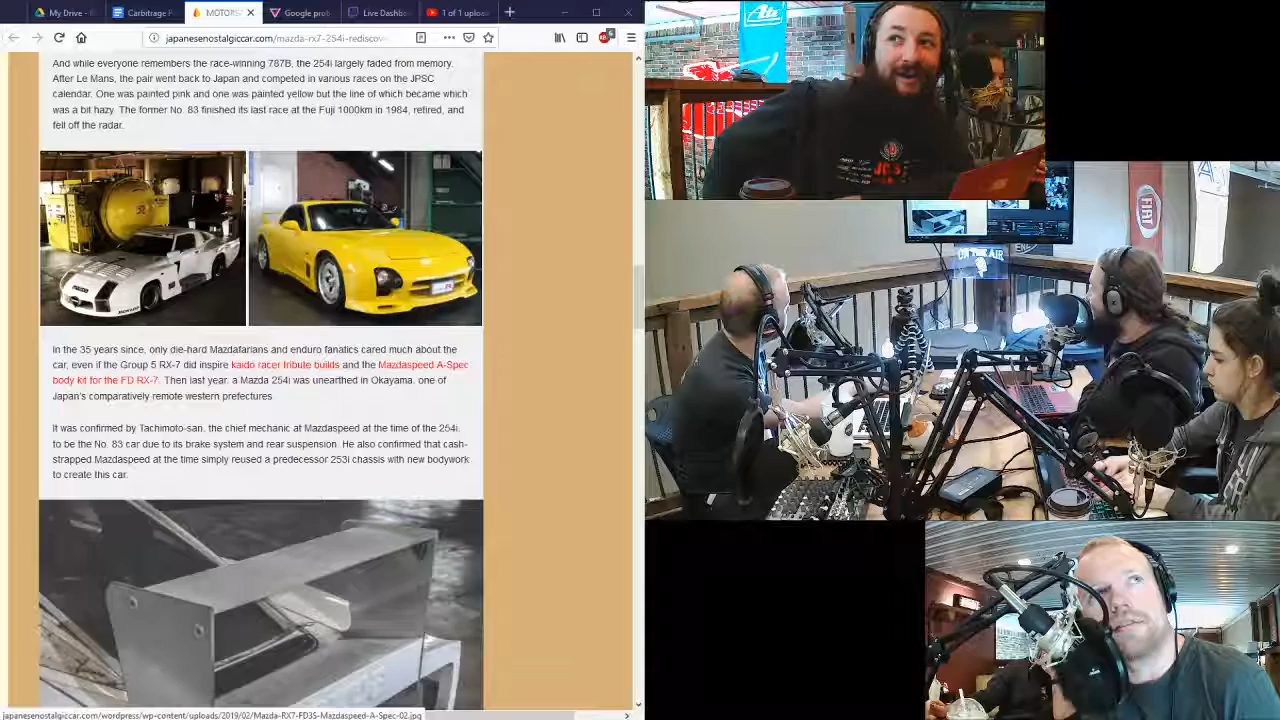 My Drive -
Carbitrage P
MOTORS
Google prob
Live Dashbo
1 of 1 uploa
japanesenostalgiccar.com/mazda-rx7-254i-rediscove
And while everyone remembers the race-winning 787B, the 254i largely faded from memory.
After Le Mans, the pair went back to Japan and competed in various races on the JPSC
calendar. One was painted pink and one was painted yellow but the line of which became which
was a bit hazy. The former No. 83 finished its last race at the Fuji 1000km in 1984, retired, and
fell off the radar.
In the 35 years since, only die-hard Mazdafarians and enduro fanatics cared much about the
car, even if the Group 5 RX-7 did inspire kaido racer tribute builds and the Mazdaspeed A-Spec
body kit for the FD RX-7. Then last year, a Mazda 254i was unearthed in Okayama, one of
Japan's comparatively remote western prefectures
It was confirmed by Tachimoto-san, the chief mechanic at Mazdaspeed at the time of the 254i,
to be the No. 83 car due to its brake system and rear suspension. He also confirmed that cash-
strapped Mazdaspeed at the time simply reused a predecessor 253i chassis with new bodywork
to create this car.
japanesenostalgiccar.com/wordpress/wp-content/uploads/2019/02/Mazda-RX7-FD3S-Mazdaspeed-A-Spec-02.jpg
Ate
FIAT
ON THE AIR